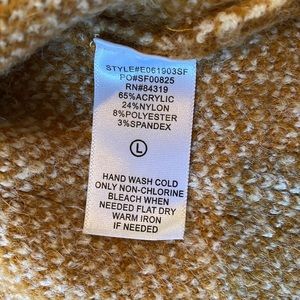 STYLE#E061903SF
PO#SF00825
RN#84319
65%ACRYLIC
24%NYLON
8%POLYESTER
3%SPANDEX
L
HAND WASH COLD
ONLY NON-CHLORINE
BLEACH WHEN
NEEDED FLAT DRY
WARM IRON
IF NEEDED